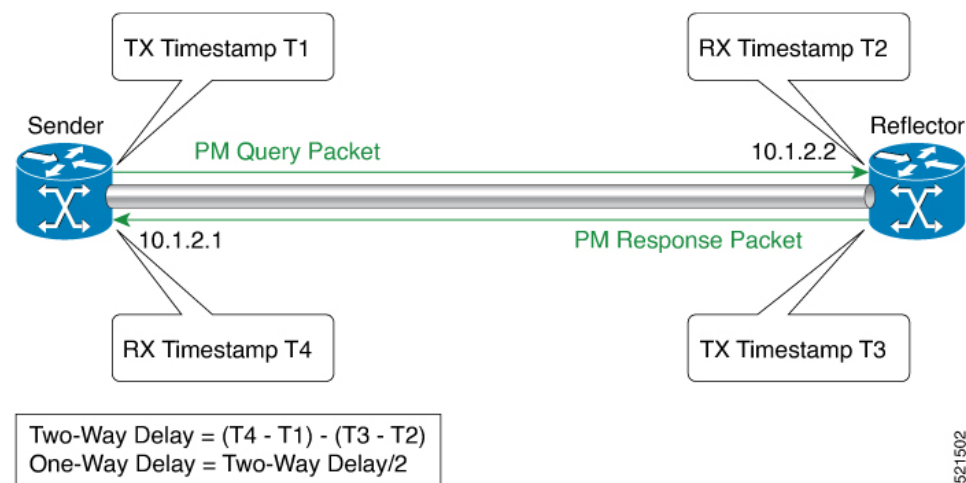 TX Timestamp T1
RX Timestamp T2
Sender
Reflector
PM Query Packet
10.1.2.2
10.1.2.1
PM Response Packet
RX Timestamp T4
TX Timestamp T3
Two-Way Delay = (T4 - T1) - (T3 - T2)
One-Way Delay = Two-Way Delay/2
521502